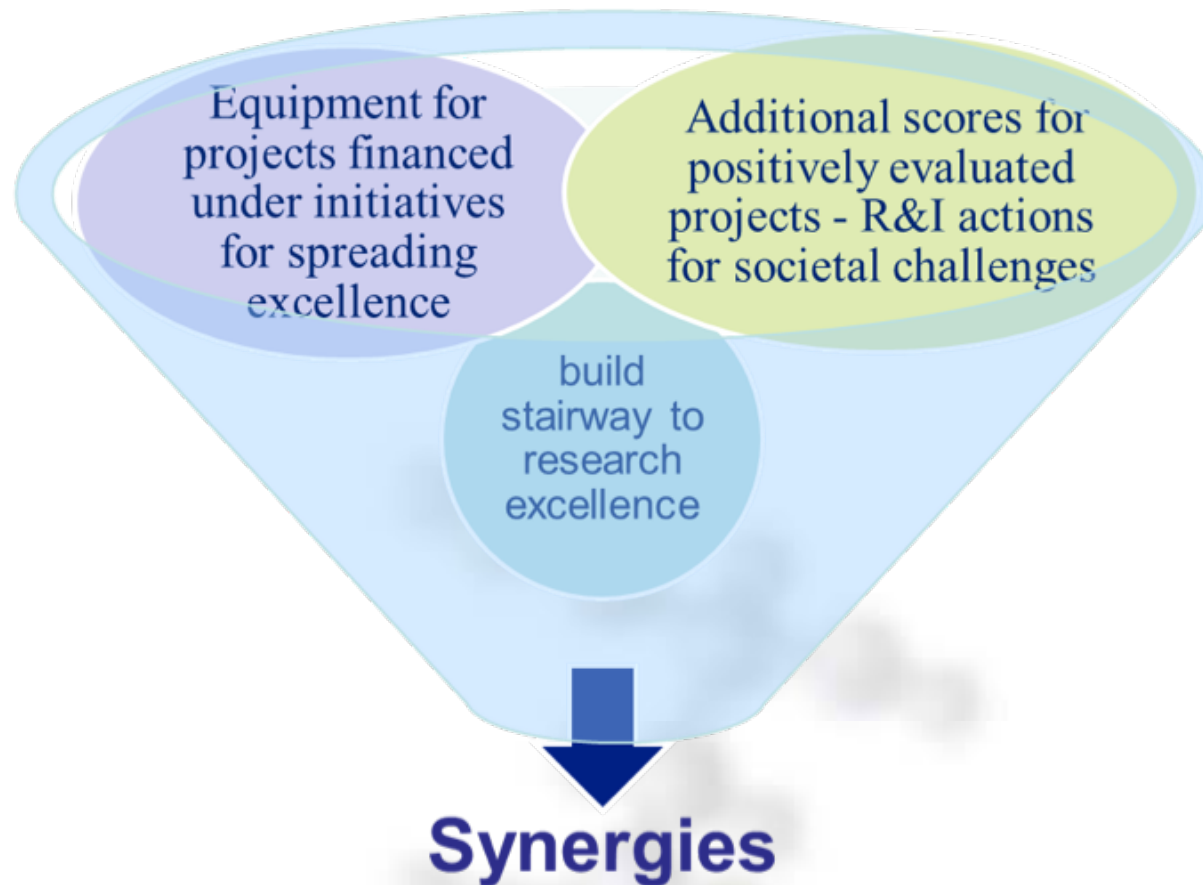 Equipment for
projects financed
under initiatives
for spreading
excellence
Additional scores for
positively evaluated
projects - R&I actions
for societal challenges
build
stairway to
research
excellence
Synergies